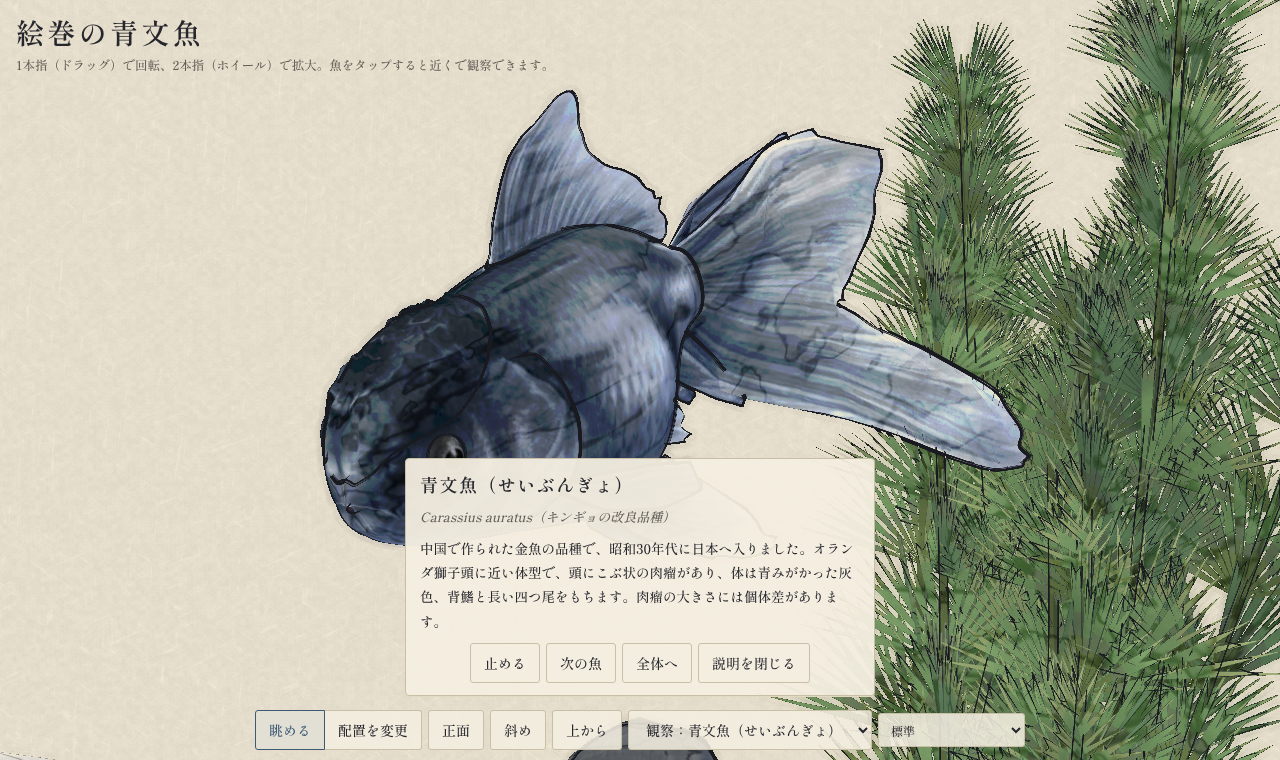 絵巻の青文魚
1本指（ドラッグ）で回転、2本指（ホイール）で拡大。魚をタップすると近くで観察できます。
青文魚（せいぶんぎょ）
Carassius auratus（キンギョの改良品種）
中国で作られた金魚の品種で、昭和30年代に日本へ入りました。オラン
ダ獅子頭に近い体型で、頭にこぶ状の肉瘤があり、体は青みがかった灰
色、背鰭と長い四つ尾をもちます。肉瘤の大きさには個体差がありま
す。
止める 次の魚 全体へ 説明を閉じる
眺める 配置を変更 正面 斜め 上から 観察：青文魚（せいぶんぎょ） 標準